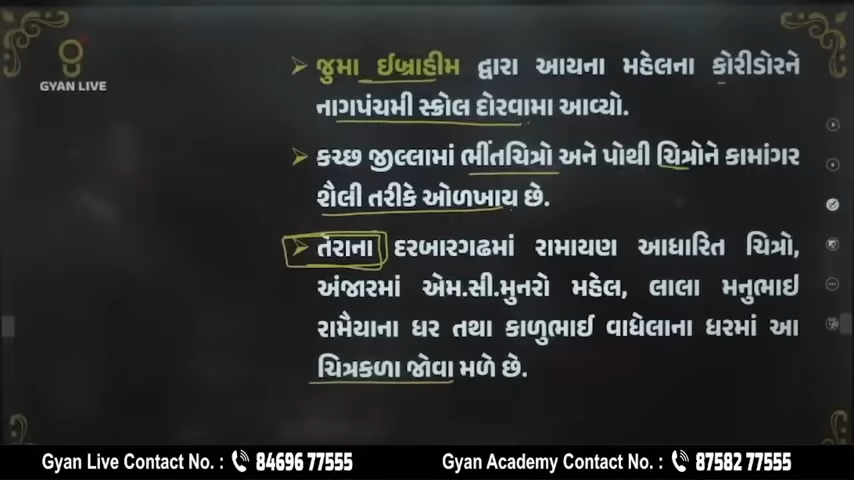 GYAN LIVE
જુમા ઈબ્રાહીમ દ્વારા આયના મહેલના કોરીડોરને
નાગપંચમી સ્ક્રોલ દોરવામા આવ્યો.
કચ્છ જીલ્લામાં ભીંતચિત્રો અને પોથી ચિત્રોને કામાંગર
શૈલી તરીકે ઓળખાય છે.
તેરાના દરબારગઢમાં રામાયણ આધારિત ચિત્રો,
અંજારમાં એમ.સી.મુનરો મહેલ, લાલા મનુભાઈ
રામૈયાના ઘર તથા કાળુભાઈ વાઘેલાના ઘરમાં આ
ચિત્રકળા જોવા મળે છે.
Gyan Live Contact No. : 84696 77555
Gyan Academy Contact No. : 87582 77555